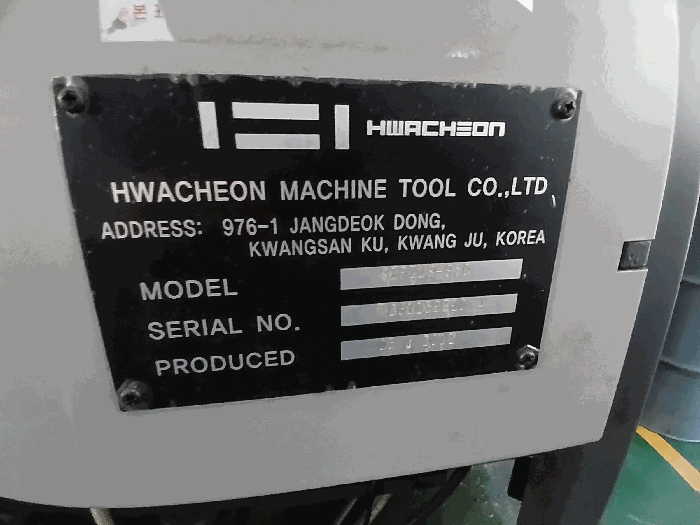 HWACHEON
HWACHEON MACHINE TOOL CO.,LTD
ADDRESS: 976-1 JANGDEOK DONG,
KWANGSAN KU, KWANG JU, KOREA
MODEL
SERIAL NO.
PRODUCED